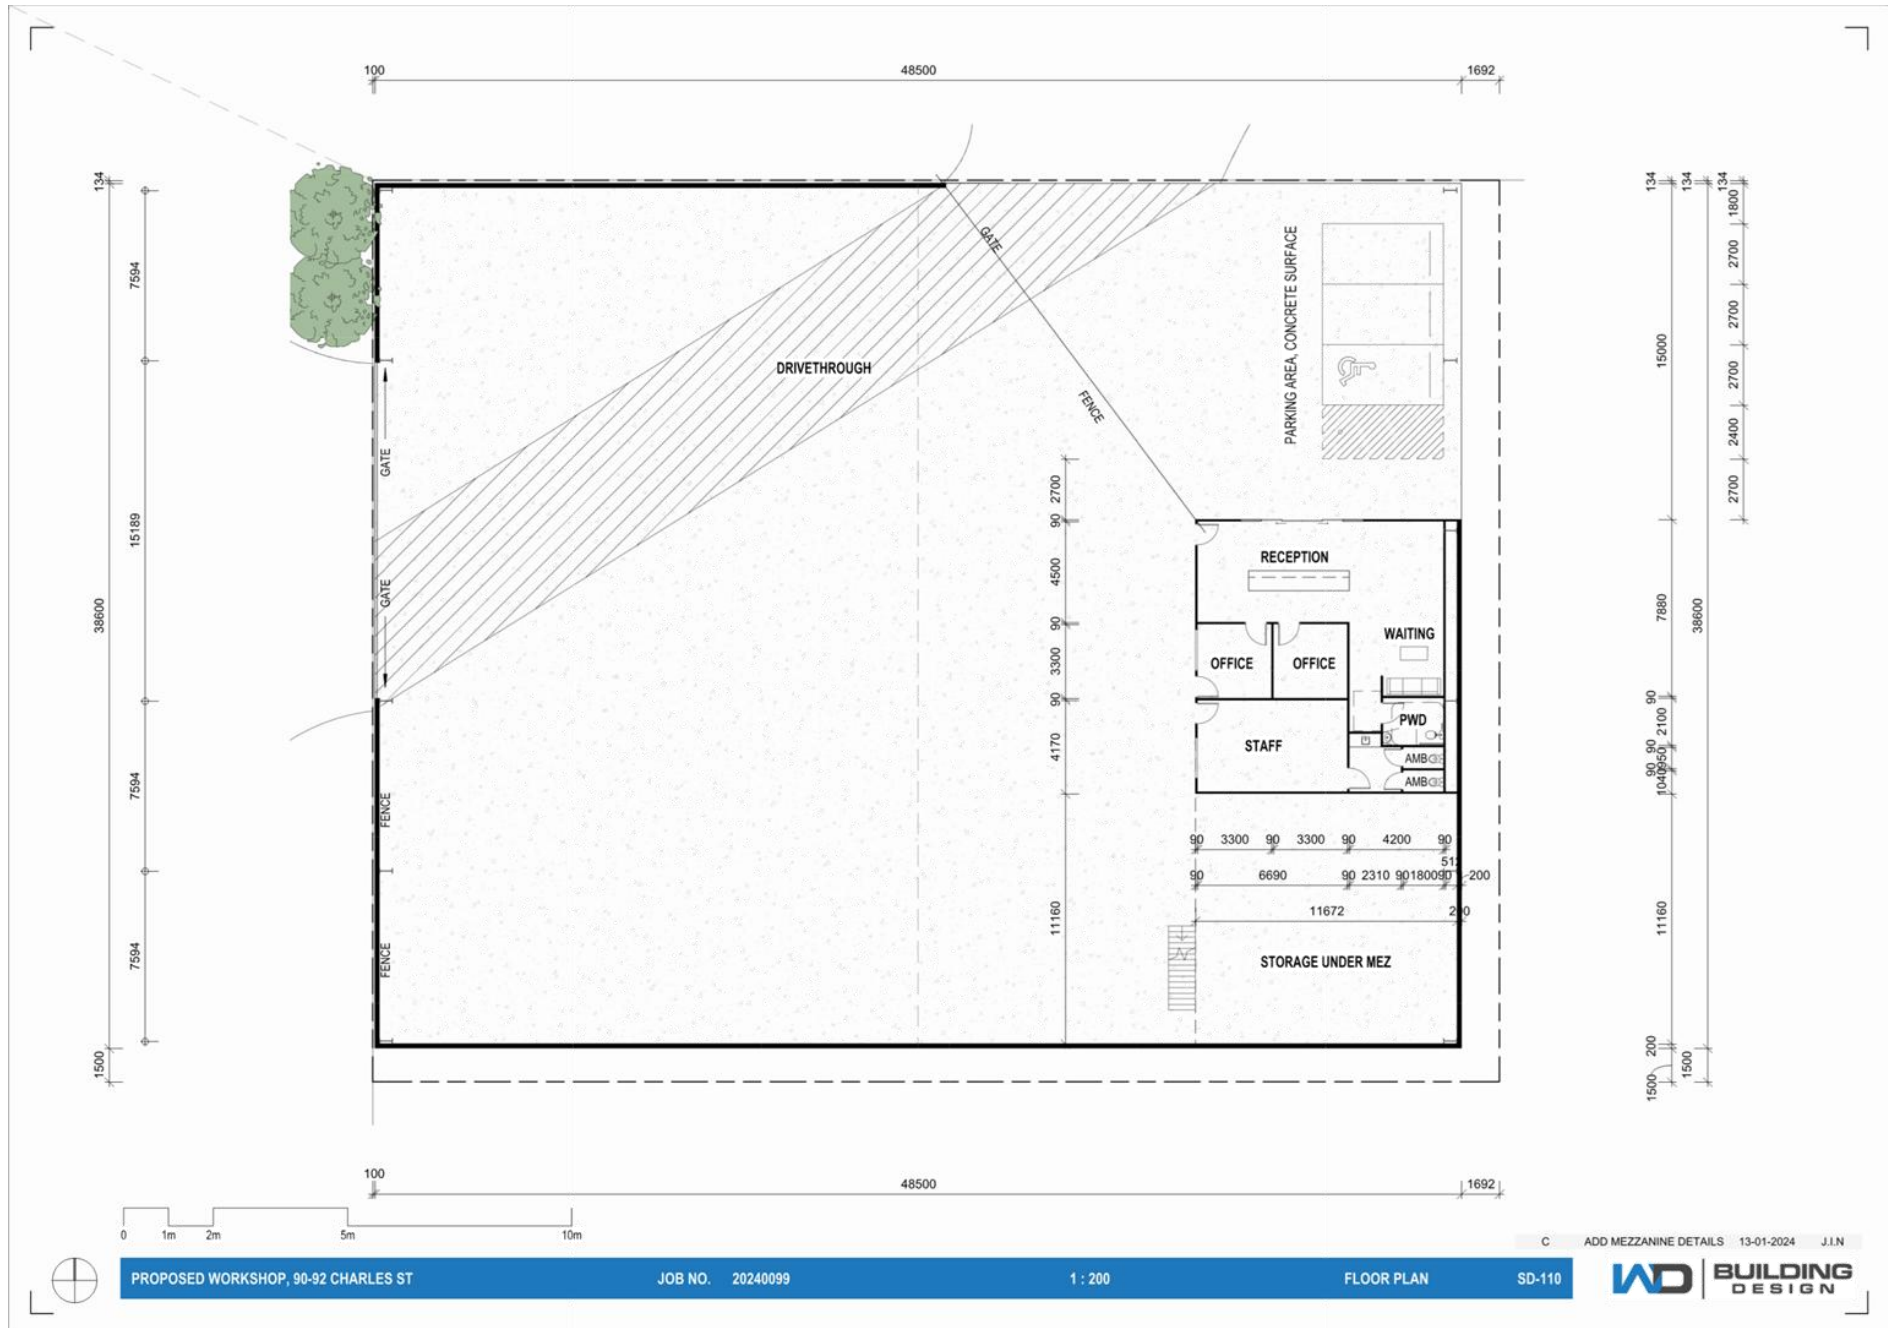 100
48500
1692
134
7594
15189
7594
7594
38600
1500
GATE
GATE
FENCE
FENCE
DRIVETHROUGH
GATE
FENCE
PARKING AREA, CONCRETE SURFACE
2700
90
4500
90
3300
90
4170
11160
RECEPTION
WAITING
OFFICE
OFFICE
STAFF
PWD
AMB
AMB
90 3300 90 3300 90 4200 90
90 6690 90 2310 90 1800 90 200
11672
STORAGE UNDER MEZ
134
15000
7880
90
2100
90
950
90
1040
11160
200
1500
134
38600
1500
134
1800
2700
2700
2700
2400
2700
100
48500
1692
0 1m 2m 5m 10m
C ADD MEZZANINE DETAILS 13-01-2024 J.I.N
PROPOSED WORKSHOP, 90-92 CHARLES ST JOB NO. 20240099 1 : 200 FLOOR PLAN SD-110
WD BUILDING
DESIGN